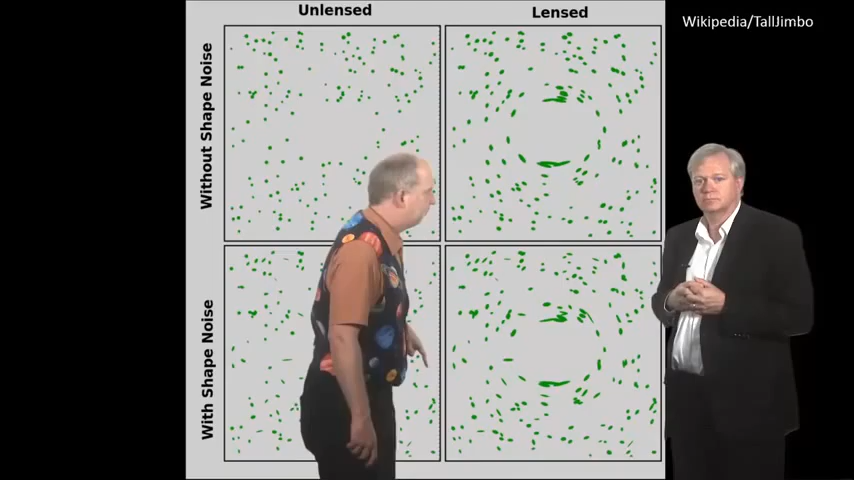 Unlensed
Lensed
Wikipedia/TallJimbo
Without Shape Noise
With Shape Noise